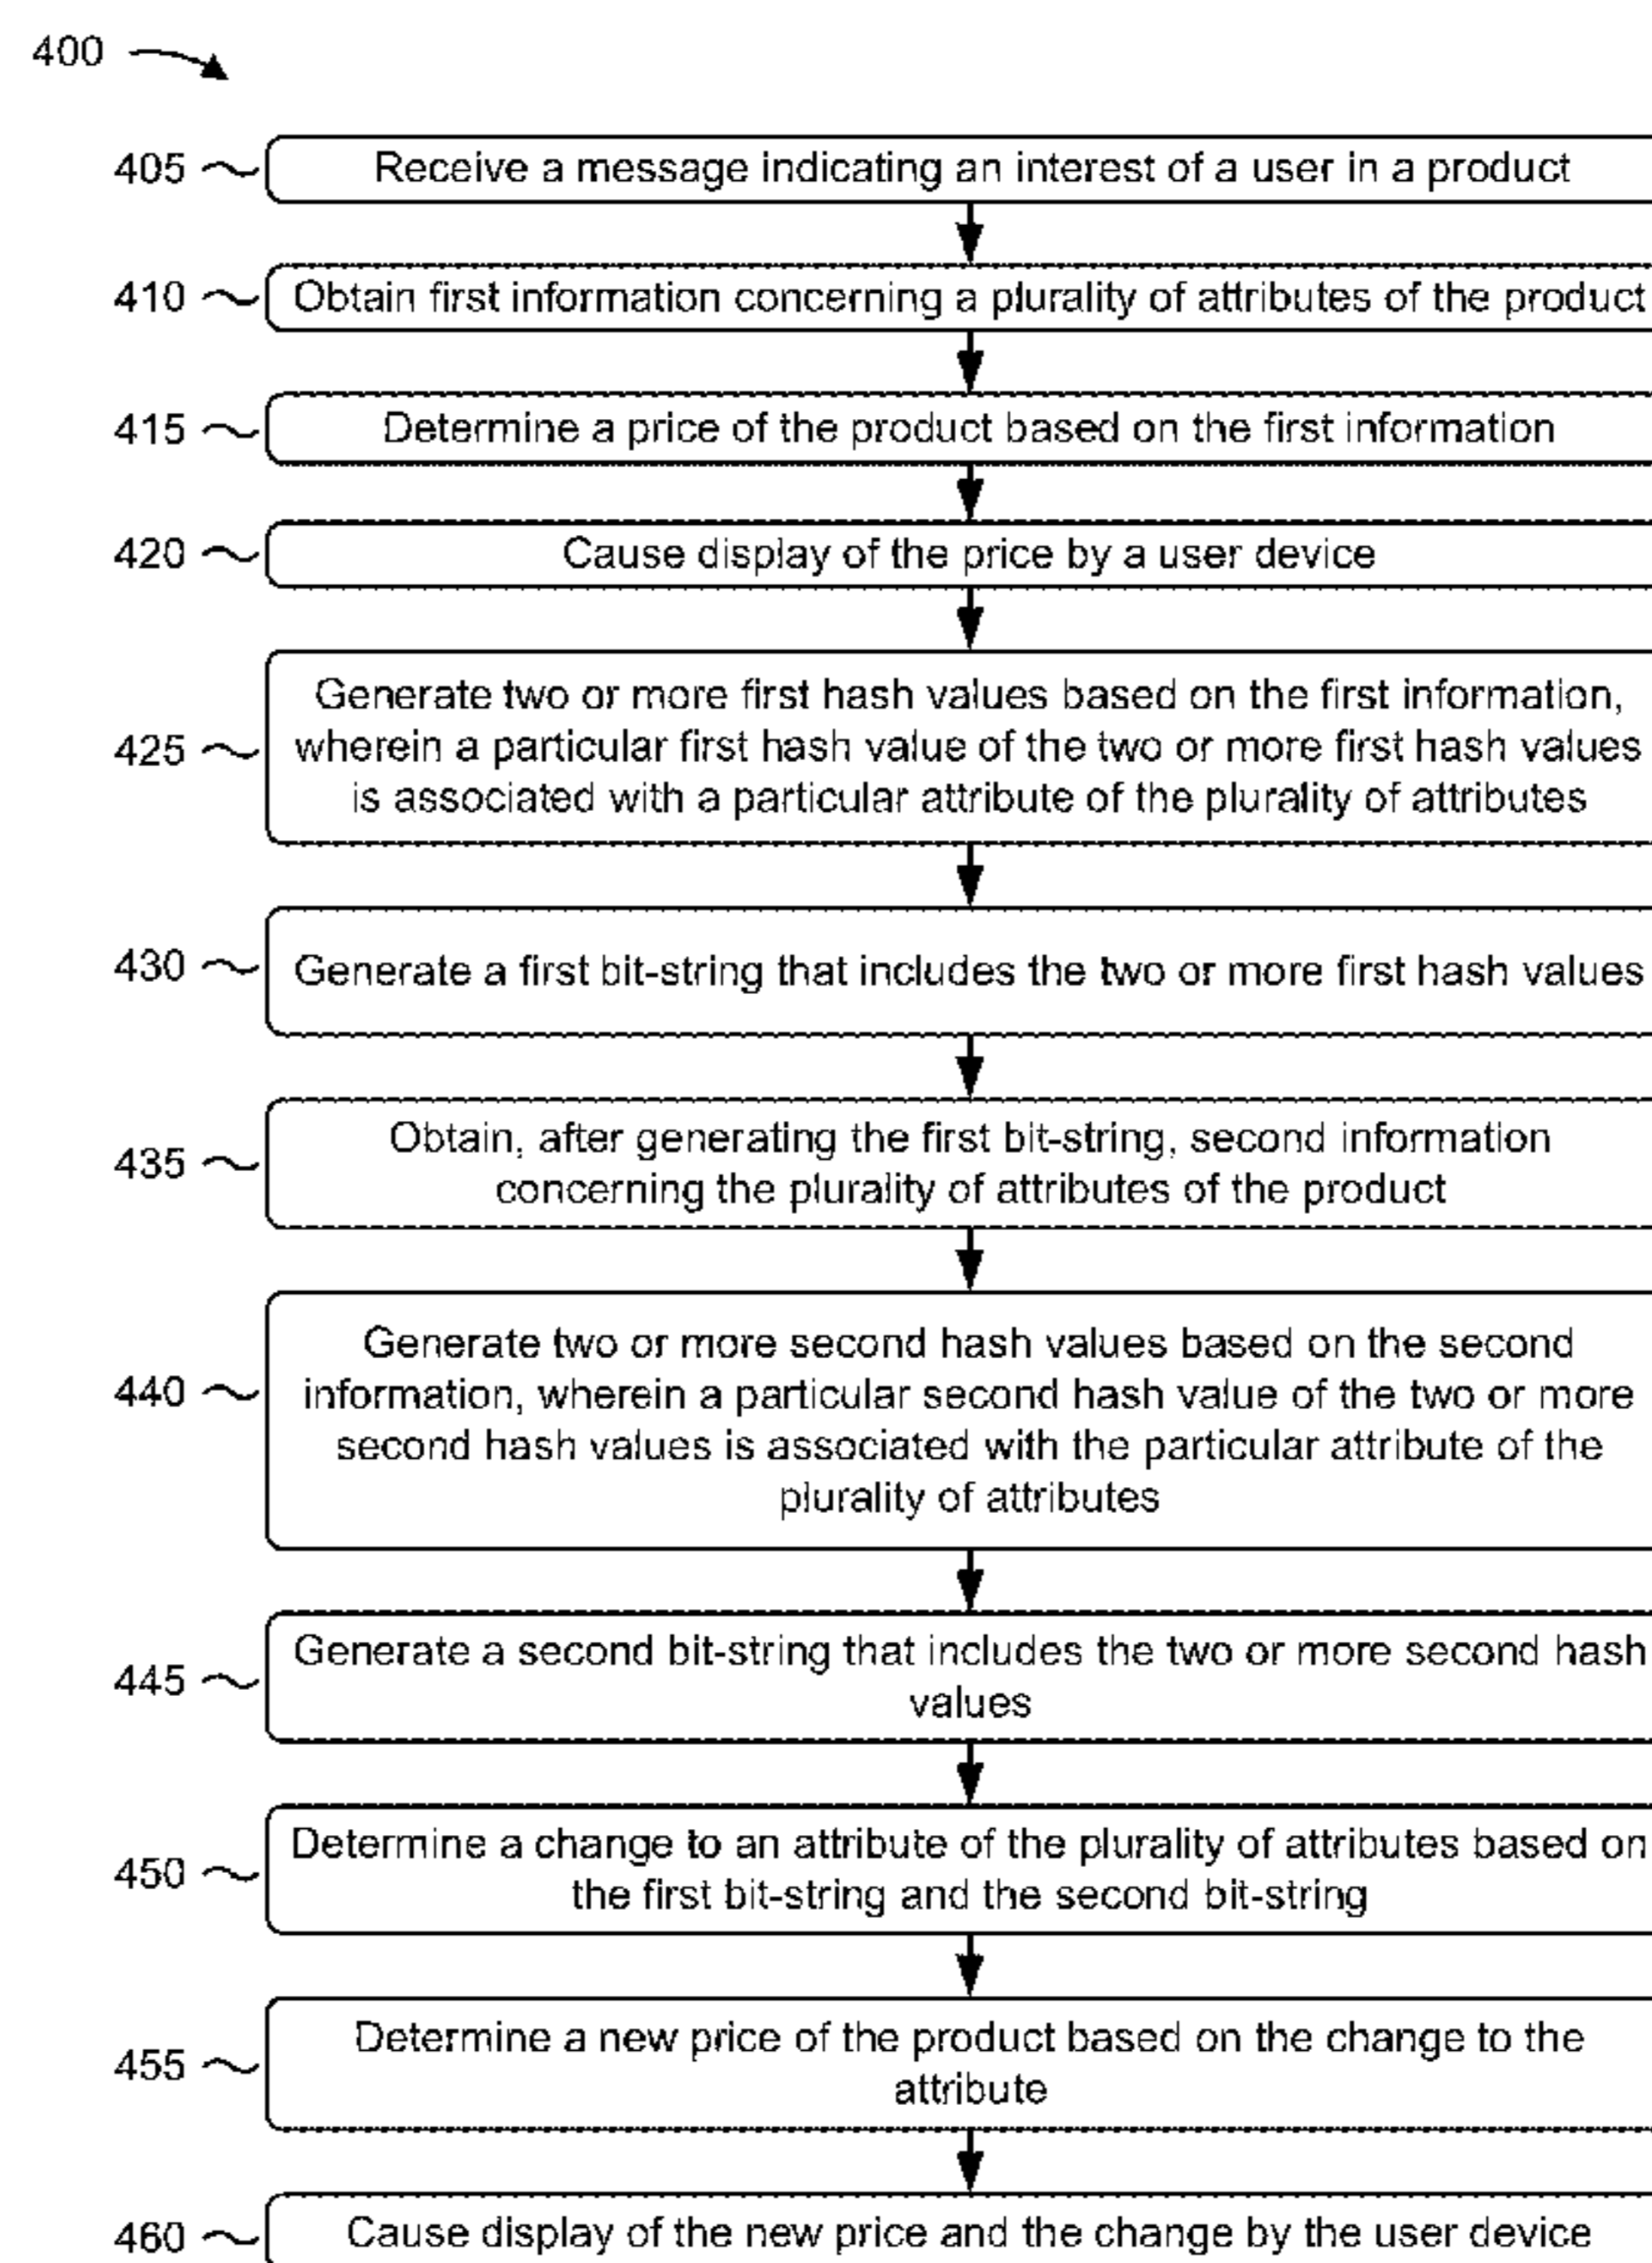 400
405 Receive a message indicating an interest of a user in a product
410 Obtain first information concerning a plurality of attributes of the product
415 Determine a price of the product based on the first information
420 Cause display of the price by a user device
Generate two or more first hash values based on the first information,
425 wherein a particular first hash value of the two or more first hash values
is associated with a particular attribute of the plurality of attributes
430 Generate a first bit-string that includes the two or more first hash values
Obtain, after generating the first bit-string, second information
435
concerning the plurality of attributes of the product
Generate two or more second hash values based on the second
440 information, wherein a particular second hash value of the two or more
second hash values is associated with the particular attribute of the
plurality of attributes
Generate a second bit-string that includes the two or more second hash
445
values
Determine a change to an attribute of the plurality of attributes based on
450
the first bit-string and the second bit-string
Determine a new price of the product based on the change to the
455
attribute
460 Cause display of the new price and the change by the user device